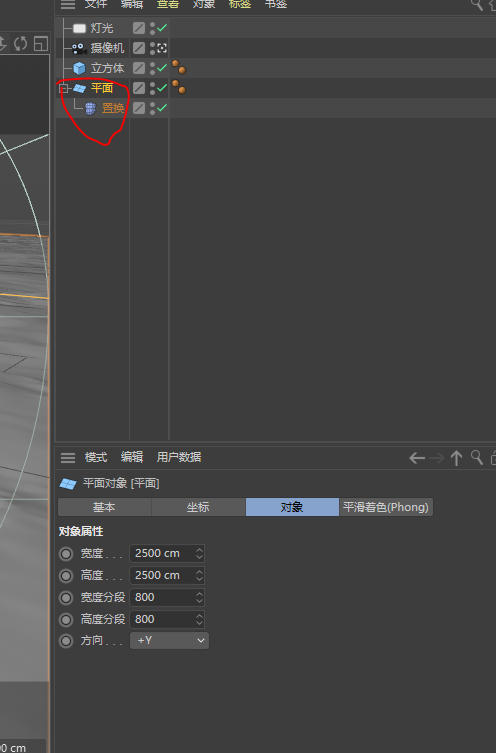 文件 编辑 查看 对象 标签 书签
灯光
摄像机
立方体
平面
置换
模式 编辑 用户数据
平面对象 [平面]
基本 坐标 对象 平滑着色(Phong)
对象属性
宽度 . . . 2500 cm
高度 . . . 2500 cm
宽度分段 800
高度分段 800
方向 . . . +Y
0 cm